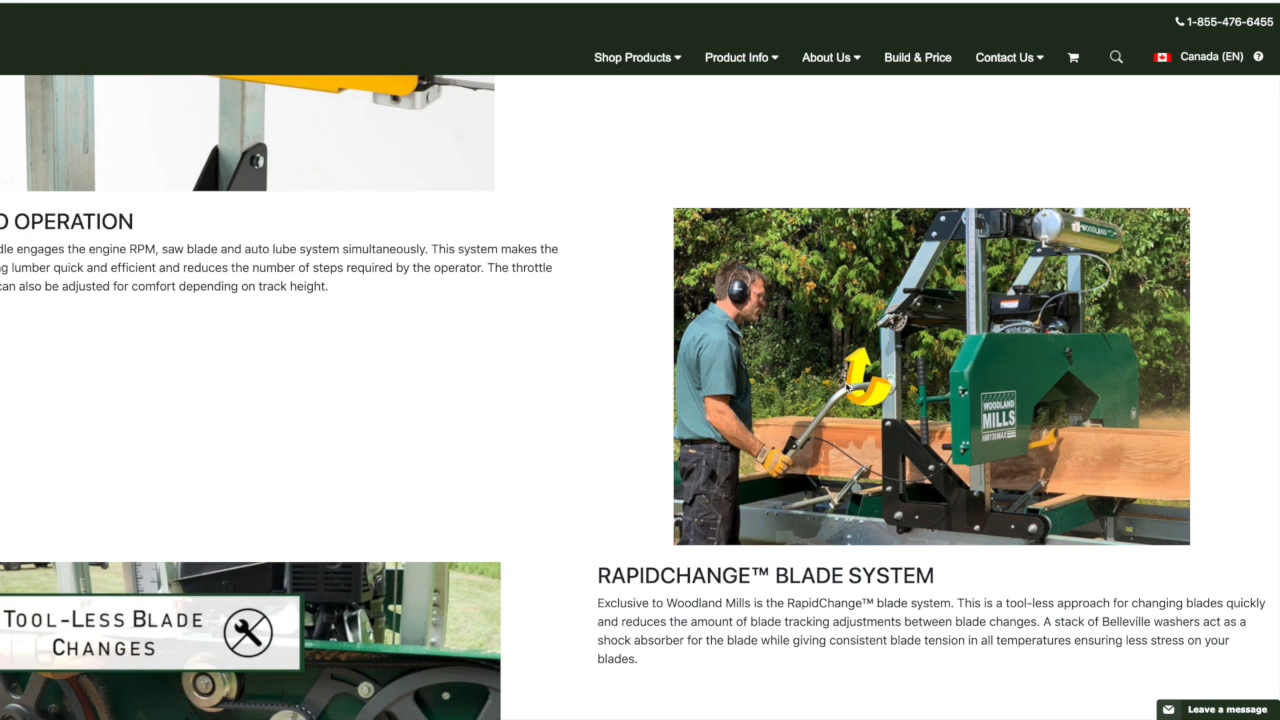 1-855-476-6455
Shop Products
Product Info
About Us
Build & Price
Contact Us
Canada (EN)
OPERATION
engages the engine RPM, saw blade and auto lube system simultaneously. This system makes the
lumber quick and efficient and reduces the number of steps required by the operator. The throttle
can also be adjusted for comfort depending on track height.
WOODLAND
WOODLAND
MILLS
HM130MAX
RAPIDCHANGE™ BLADE SYSTEM
Exclusive to Woodland Mills is the RapidChange™ blade system. This is a tool-less approach for changing blades quickly
and reduces the amount of blade tracking adjustments between blade changes. A stack of Belleville washers act as a
shock absorber for the blade while giving consistent blade tension in all temperatures ensuring less stress on your
blades.
TOOL-LESS BLADE
CHANGES
Leave a message